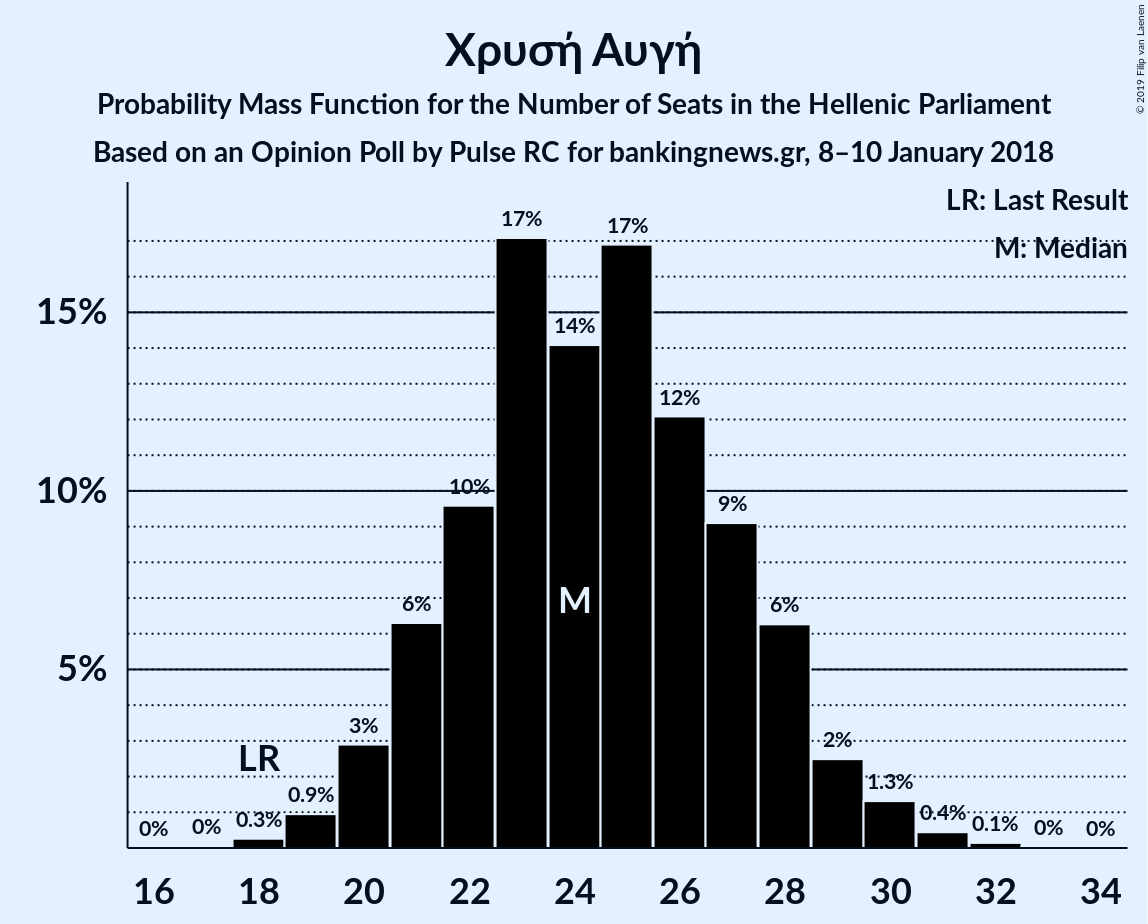 Χρυσή Αυγή
Probability Mass Function for the Number of Seats in the Hellenic Parliament
Based on an Opinion Poll by Pulse RC for bankingnews.gr, 8–10 January 2018
© 2019 Filip van Laenen
LR: Last Result
M: Median
15%
10%
5%
0%
0%
0.3%
0.9%
3%
6%
10%
17%
14%
17%
12%
9%
6%
2%
1.3%
0.4%
0.1%
0%
0%
LR
M
16 18 20 22 24 26 28 30 32 34